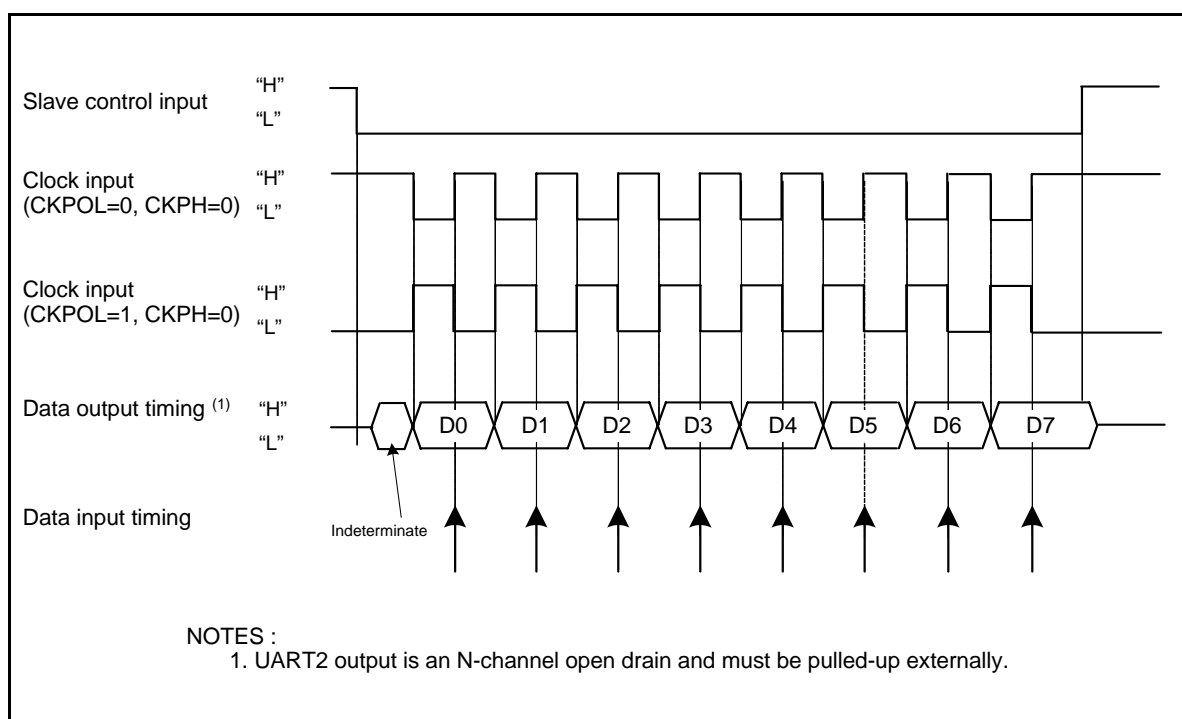 Slave control input
“H”
“L”
Clock input
(CKPOL=0, CKPH=0)
“H”
“L”
Clock input
(CKPOL=1, CKPH=0)
“H”
“L”
Data output timing (1)
“H”
“L”
D0 D1 D2 D3 D4 D5 D6 D7
Data input timing
Indeterminate
NOTES :
1. UART2 output is an N-channel open drain and must be pulled-up externally.